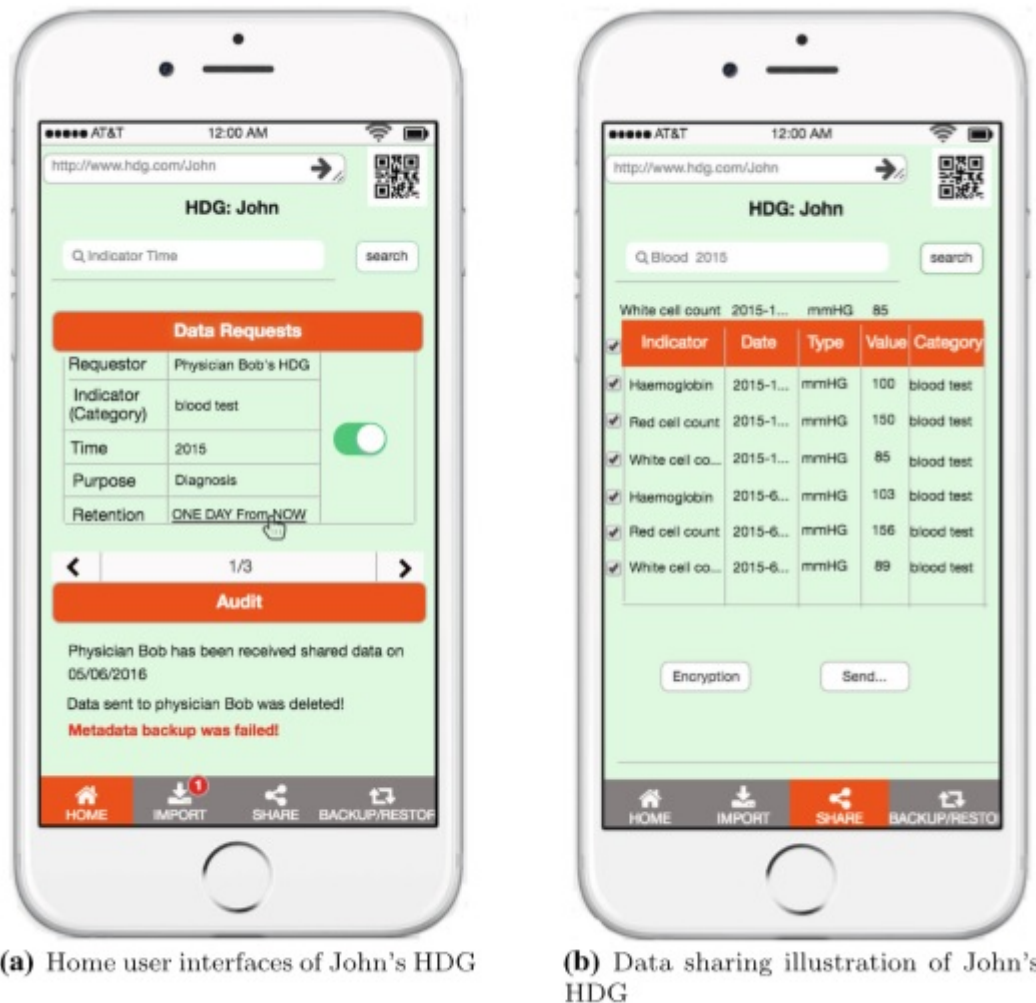 ●●●●● AT&T 12:00 AM
http://www.hdg.com/John
HDG: John
Indicator Time search
Data Requests
Requestor Physician Bob's HDG
Indicator (Category) blood test
Time 2015
Purpose Diagnosis
Retention ONE DAY From NOW
1/3
Audit
Physician Bob has been received shared data on
05/06/2016
Data sent to physician Bob was deleted!
Metadata backup was failed!
1
HOME IMPORT SHARE BACKUP/RESTOF
(a) Home user interfaces of John's HDG
●●●●● AT&T 12:00 AM
http://www.hdg.com/John
HDG: John
Blood 2015 search
White cell count 2015-1... mmHG 85
Indicator Date Type Value Category
Haemoglobin 2015-1... mmHG 100 blood test
Red cell count 2015-1... mmHG 150 blood test
White cell co... 2015-1... mmHG 85 blood test
Haemoglobin 2015-6... mmHG 103 blood test
Red cell count 2015-6... mmHG 156 blood test
White cell co... 2015-6... mmHG 89 blood test
Encryption Send...
HOME IMPORT SHARE BACKUP/RESTO
(b) Data sharing illustration of John's
HDG